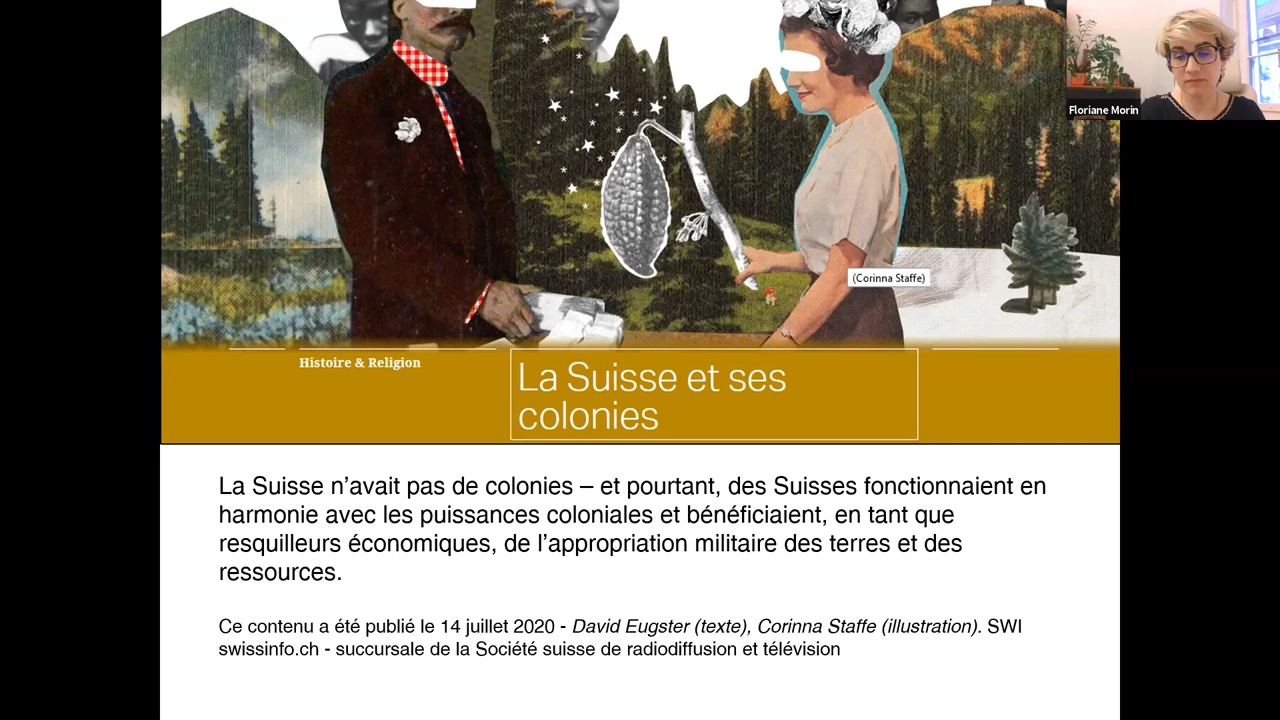 Floriane Morin
(Corinna Staffe)
Histoire & Religion
La Suisse et ses
colonies
La Suisse n’avait pas de colonies – et pourtant, des Suisses fonctionnaient en
harmonie avec les puissances coloniales et bénéficiaient, en tant que
resquilleurs économiques, de l’appropriation militaire des terres et des
ressources.
Ce contenu a été publié le 14 juillet 2020 - David Eugster (texte), Corinna Staffe (illustration). SWI
swissinfo.ch - succursale de la Société suisse de radiodiffusion et télévision